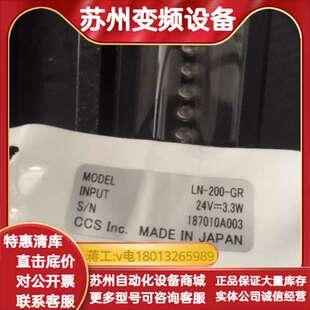 苏州变频设备
MODEL LN-200-GR
INPUT 24V⎓3.3W
S/N 187010A003
CCS Inc. MADE IN JAPAN
蒋工:v电18013265989
特惠清库
直击底价
对公开票
联系客服
苏州自动化设备商城
更多型号可咨询客服
正品保证大量现货
实体公司诚信经营